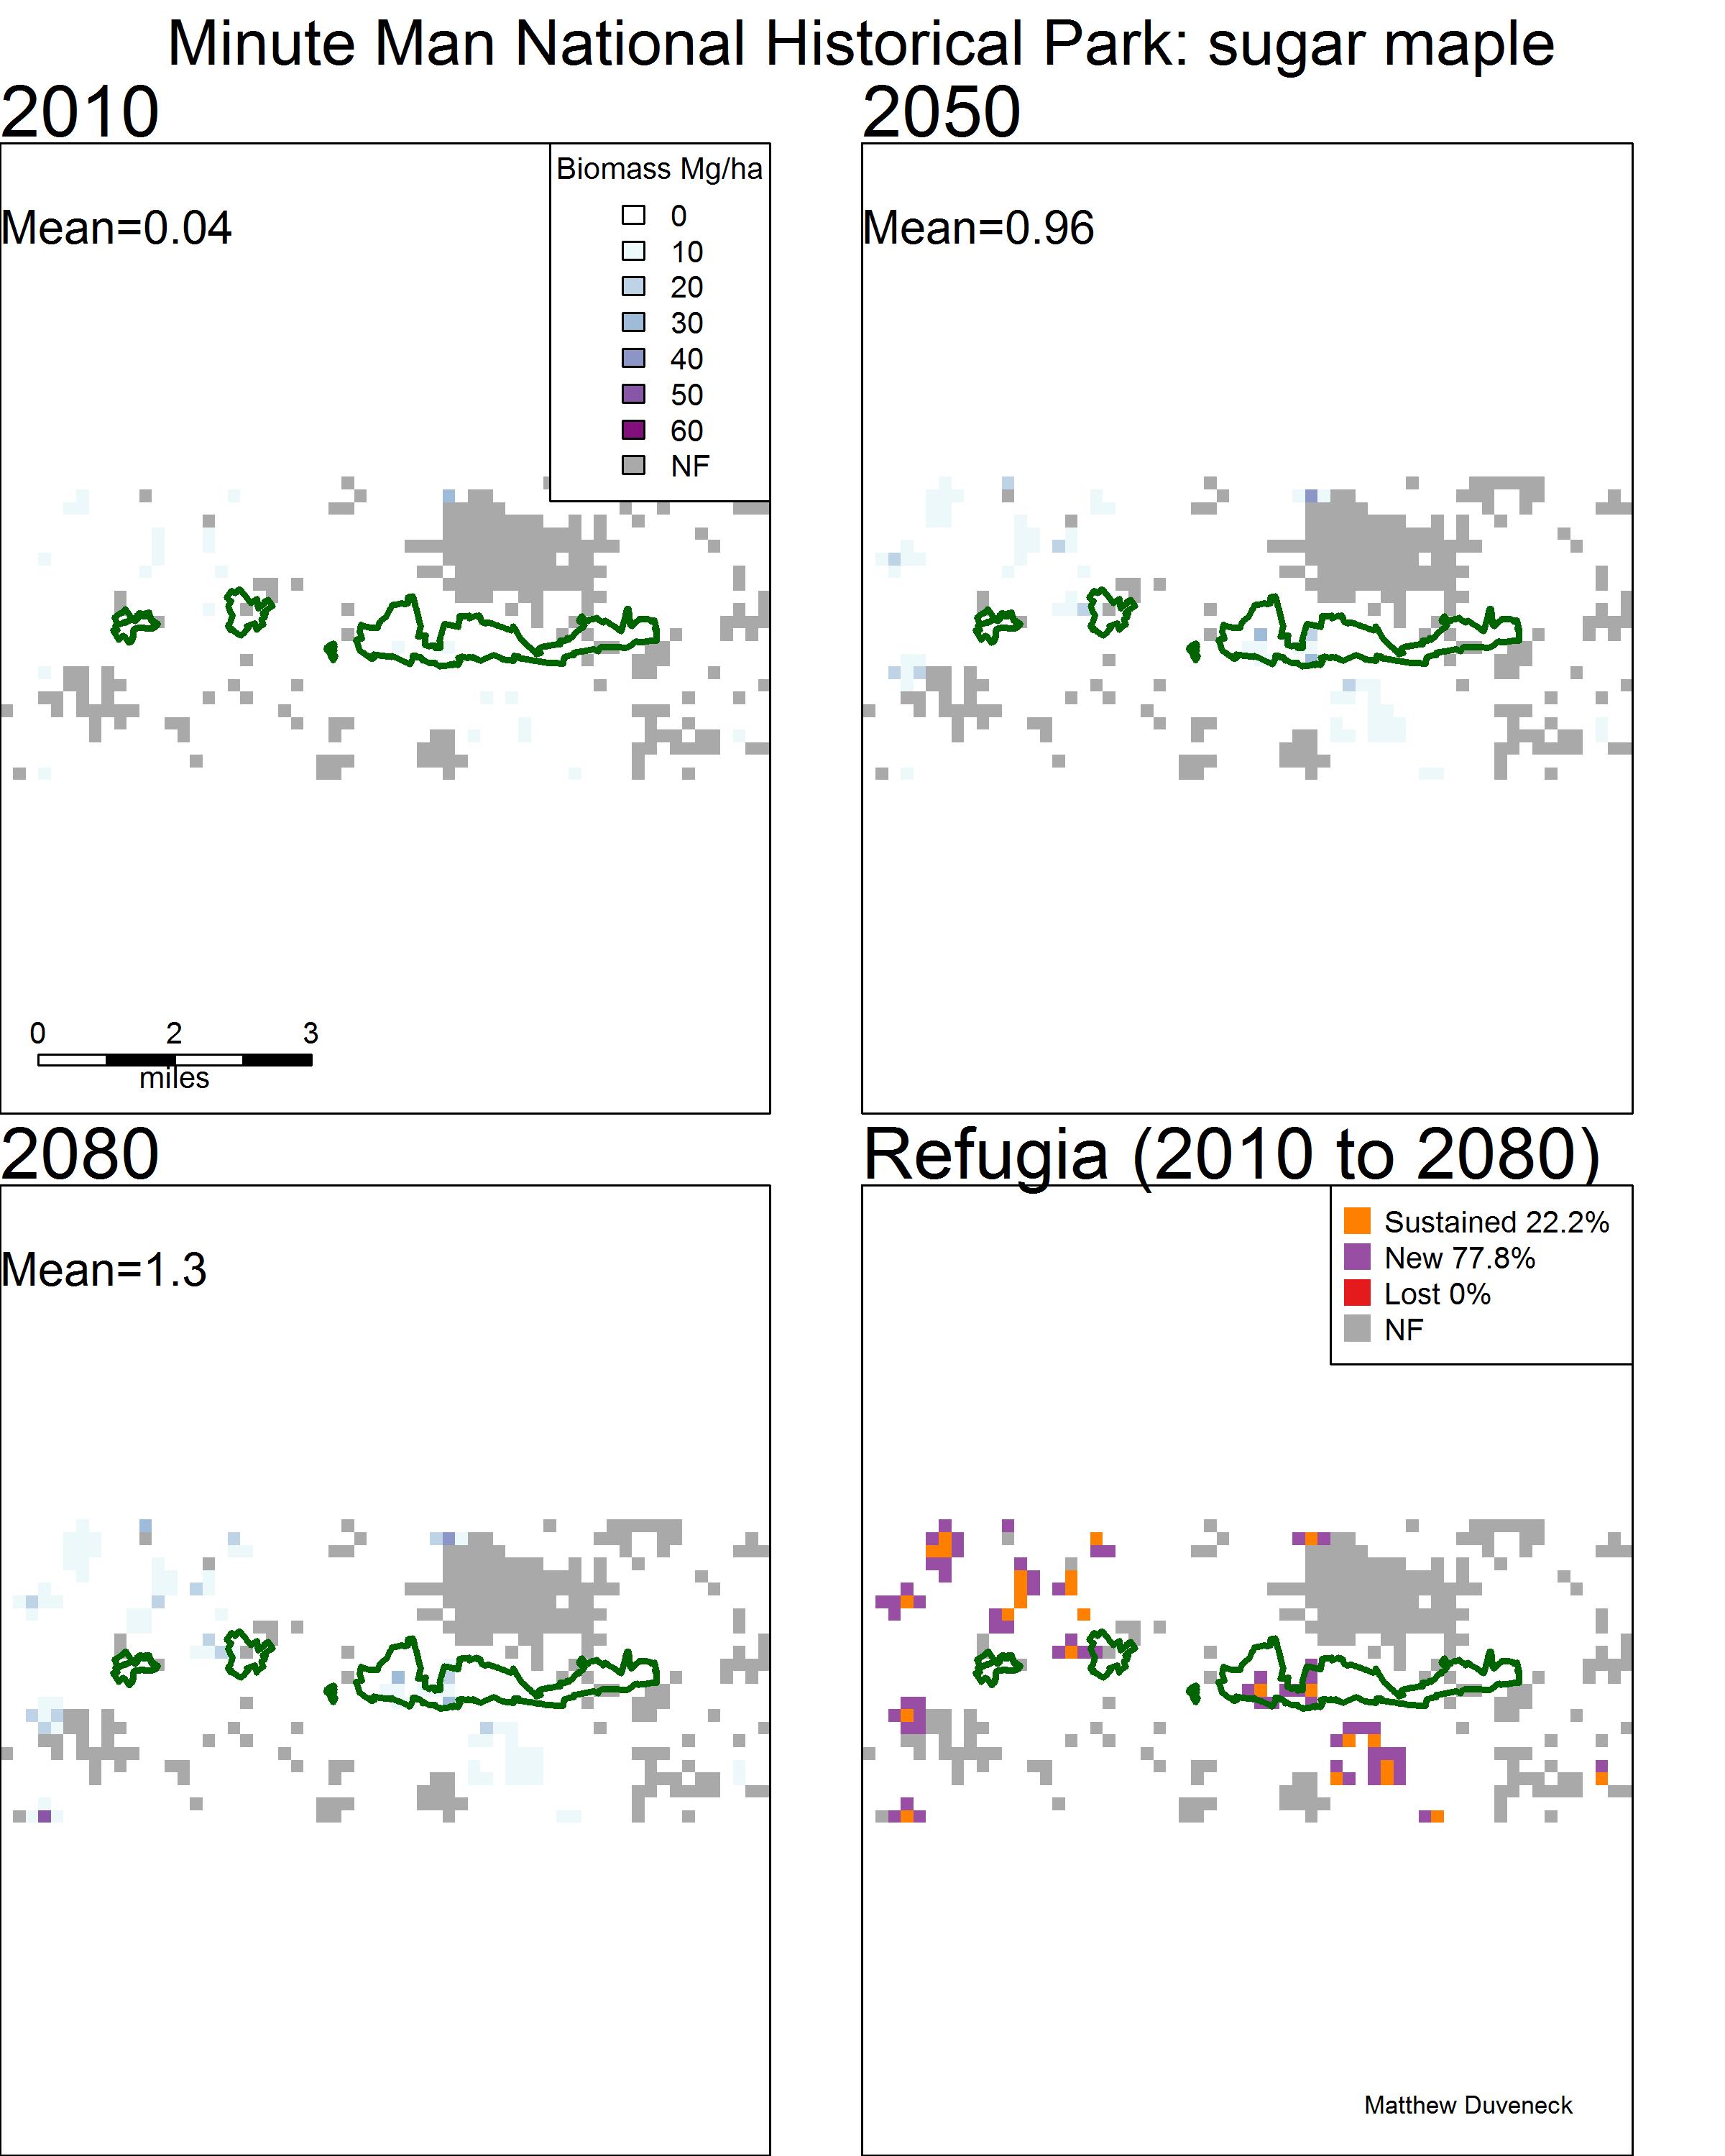 Minute Man National Historical Park: sugar maple
2010
Mean=0.04
Biomass Mg/ha
0
10
20
30
40
50
60
NF
0 2 3
miles
2050
Mean=0.96
2080
Mean=1.3
Refugia (2010 to 2080)
Sustained 22.2%
New 77.8%
Lost 0%
NF
Matthew Duveneck